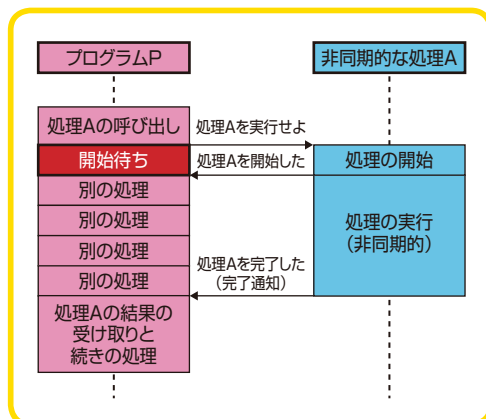 プログラムP
非同期的な処理A
処理Aの呼び出し
処理Aを実行せよ
開始待ち
処理Aを開始した
処理の開始
別の処理
別の処理
別の処理
別の処理
処理の実行
(非同期的)
処理Aを完了した
(完了通知)
処理Aの結果の
受け取りと
続きの処理